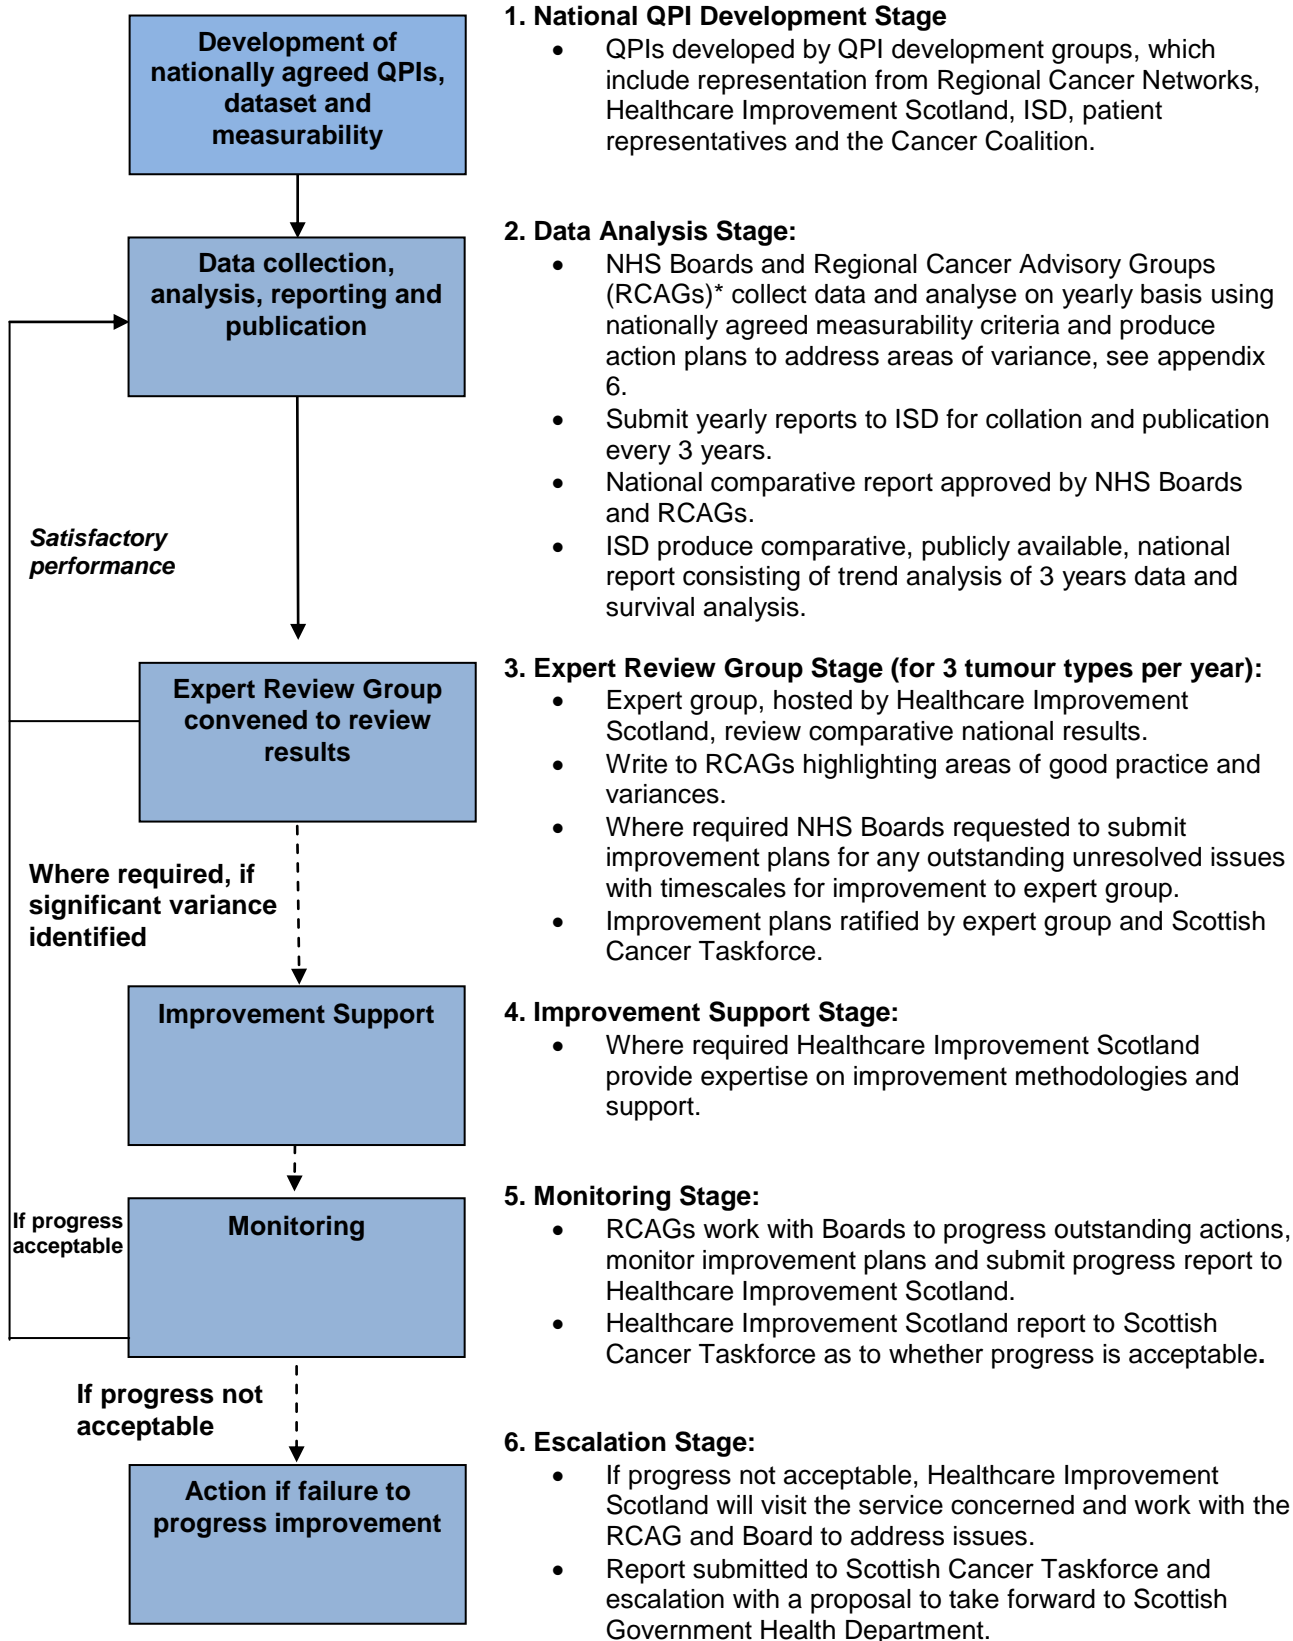 Development of
nationally agreed QPIs,
dataset and
measurability
1. National QPI Development Stage
• QPIs developed by QPI development groups, which
include representation from Regional Cancer Networks,
Healthcare Improvement Scotland, ISD, patient
representatives and the Cancer Coalition.
Data collection,
analysis, reporting and
publication
2. Data Analysis Stage:
• NHS Boards and Regional Cancer Advisory Groups
(RCAGs)* collect data and analyse on yearly basis using
nationally agreed measurability criteria and produce
action plans to address areas of variance, see appendix
6.
• Submit yearly reports to ISD for collation and publication
every 3 years.
• National comparative report approved by NHS Boards
and RCAGs.
• ISD produce comparative, publicly available, national
report consisting of trend analysis of 3 years data and
survival analysis.
Satisfactory
performance
Expert Review Group
convened to review
results
3. Expert Review Group Stage (for 3 tumour types per year):
• Expert group, hosted by Healthcare Improvement
Scotland, review comparative national results.
• Write to RCAGs highlighting areas of good practice and
variances.
• Where required NHS Boards requested to submit
improvement plans for any outstanding unresolved issues
with timescales for improvement to expert group.
• Improvement plans ratified by expert group and Scottish
Cancer Taskforce.
Where required, if
significant variance
identified
Improvement Support
4. Improvement Support Stage:
• Where required Healthcare Improvement Scotland
provide expertise on improvement methodologies and
support.
If progress
acceptable
Monitoring
5. Monitoring Stage:
• RCAGs work with Boards to progress outstanding actions,
monitor improvement plans and submit progress report to
Healthcare Improvement Scotland.
• Healthcare Improvement Scotland report to Scottish
Cancer Taskforce as to whether progress is acceptable.
If progress not
acceptable
Action if failure to
progress improvement
6. Escalation Stage:
• If progress not acceptable, Healthcare Improvement
Scotland will visit the service concerned and work with the
RCAG and Board to address issues.
• Report submitted to Scottish Cancer Taskforce and
escalation with a proposal to take forward to Scottish
Government Health Department.